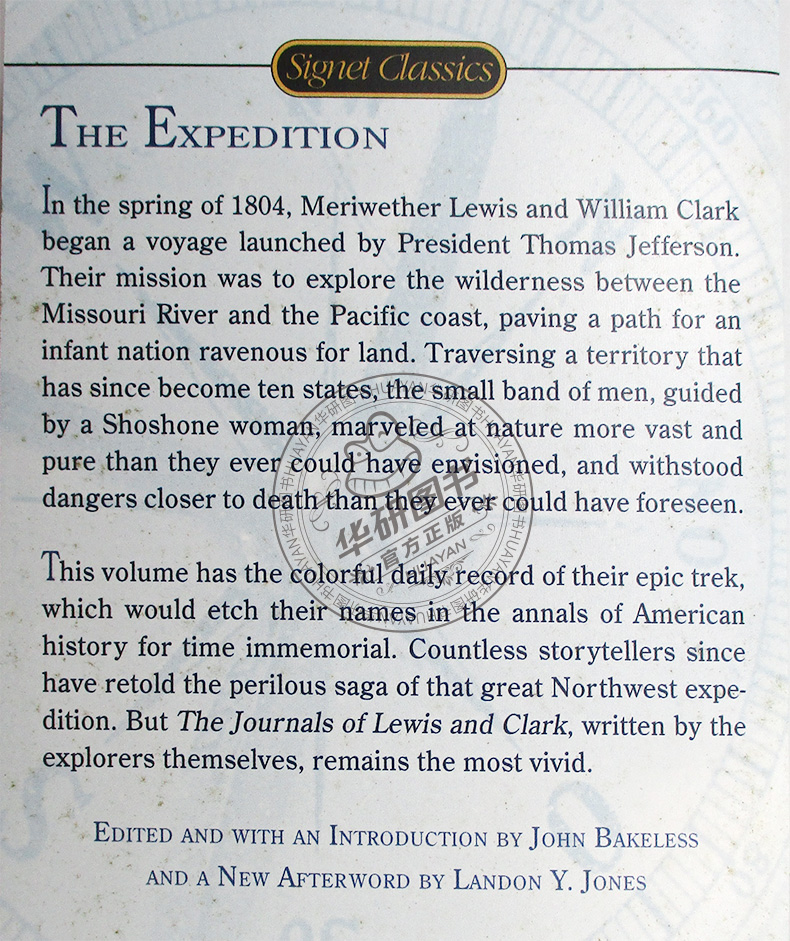 Signet Classics
THE EXPEDITION
In the spring of 1804, Meriwether Lewis and William Clark
began a voyage launched by President Thomas Jefferson.
Their mission was to explore the wilderness between the
Missouri River and the Pacific coast, paving a path for an
infant nation ravenous for land. Traversing a territory that
has since become ten states, the small band of men, guided
by a Shoshone woman, marveled at nature more vast and
pure than they ever could have envisioned, and withstood
dangers closer to death than they ever could have foreseen.
This volume has the colorful daily record of their epic trek,
which would etch their names in the annals of American
history for time immemorial. Countless storytellers since
have retold the perilous saga of that great Northwest expe-
dition. But The Journals of Lewis and Clark, written by the
explorers themselves, remains the most vivid.
EDITED AND WITH AN INTRODUCTION BY JOHN BAKELESS
AND A NEW AFTERWORD BY LANDON Y. JONES
华研图书
官方正版
HUAYAN
360